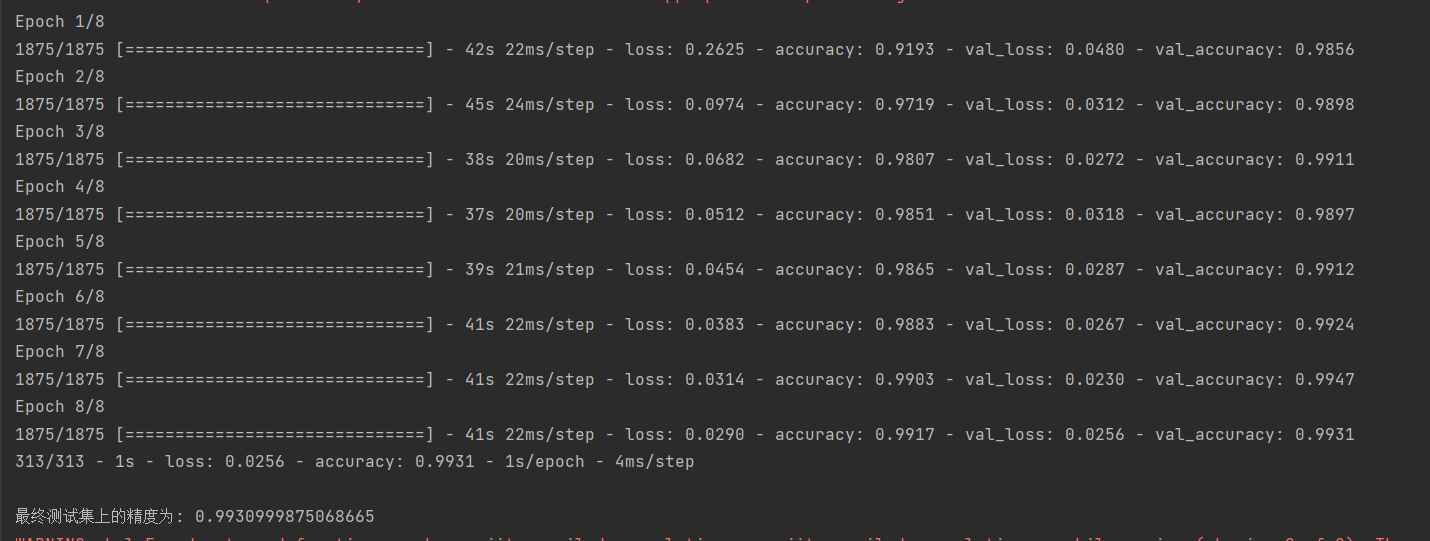 Epoch 1/8
1875/1875 [==============================] - 42s 22ms/step - loss: 0.2625 - accuracy: 0.9193 - val_loss: 0.0480 - val_accuracy: 0.9856
Epoch 2/8
1875/1875 [==============================] - 45s 24ms/step - loss: 0.0974 - accuracy: 0.9719 - val_loss: 0.0312 - val_accuracy: 0.9898
Epoch 3/8
1875/1875 [==============================] - 38s 20ms/step - loss: 0.0682 - accuracy: 0.9807 - val_loss: 0.0272 - val_accuracy: 0.9911
Epoch 4/8
1875/1875 [==============================] - 37s 20ms/step - loss: 0.0512 - accuracy: 0.9851 - val_loss: 0.0318 - val_accuracy: 0.9897
Epoch 5/8
1875/1875 [==============================] - 39s 21ms/step - loss: 0.0454 - accuracy: 0.9865 - val_loss: 0.0287 - val_accuracy: 0.9912
Epoch 6/8
1875/1875 [==============================] - 41s 22ms/step - loss: 0.0383 - accuracy: 0.9883 - val_loss: 0.0267 - val_accuracy: 0.9924
Epoch 7/8
1875/1875 [==============================] - 41s 22ms/step - loss: 0.0314 - accuracy: 0.9903 - val_loss: 0.0230 - val_accuracy: 0.9947
Epoch 8/8
1875/1875 [==============================] - 41s 22ms/step - loss: 0.0290 - accuracy: 0.9917 - val_loss: 0.0256 - val_accuracy: 0.9931
313/313 - 1s - loss: 0.0256 - accuracy: 0.9931 - 1s/epoch - 4ms/step
最终测试集上的精度为: 0.9930999875068665